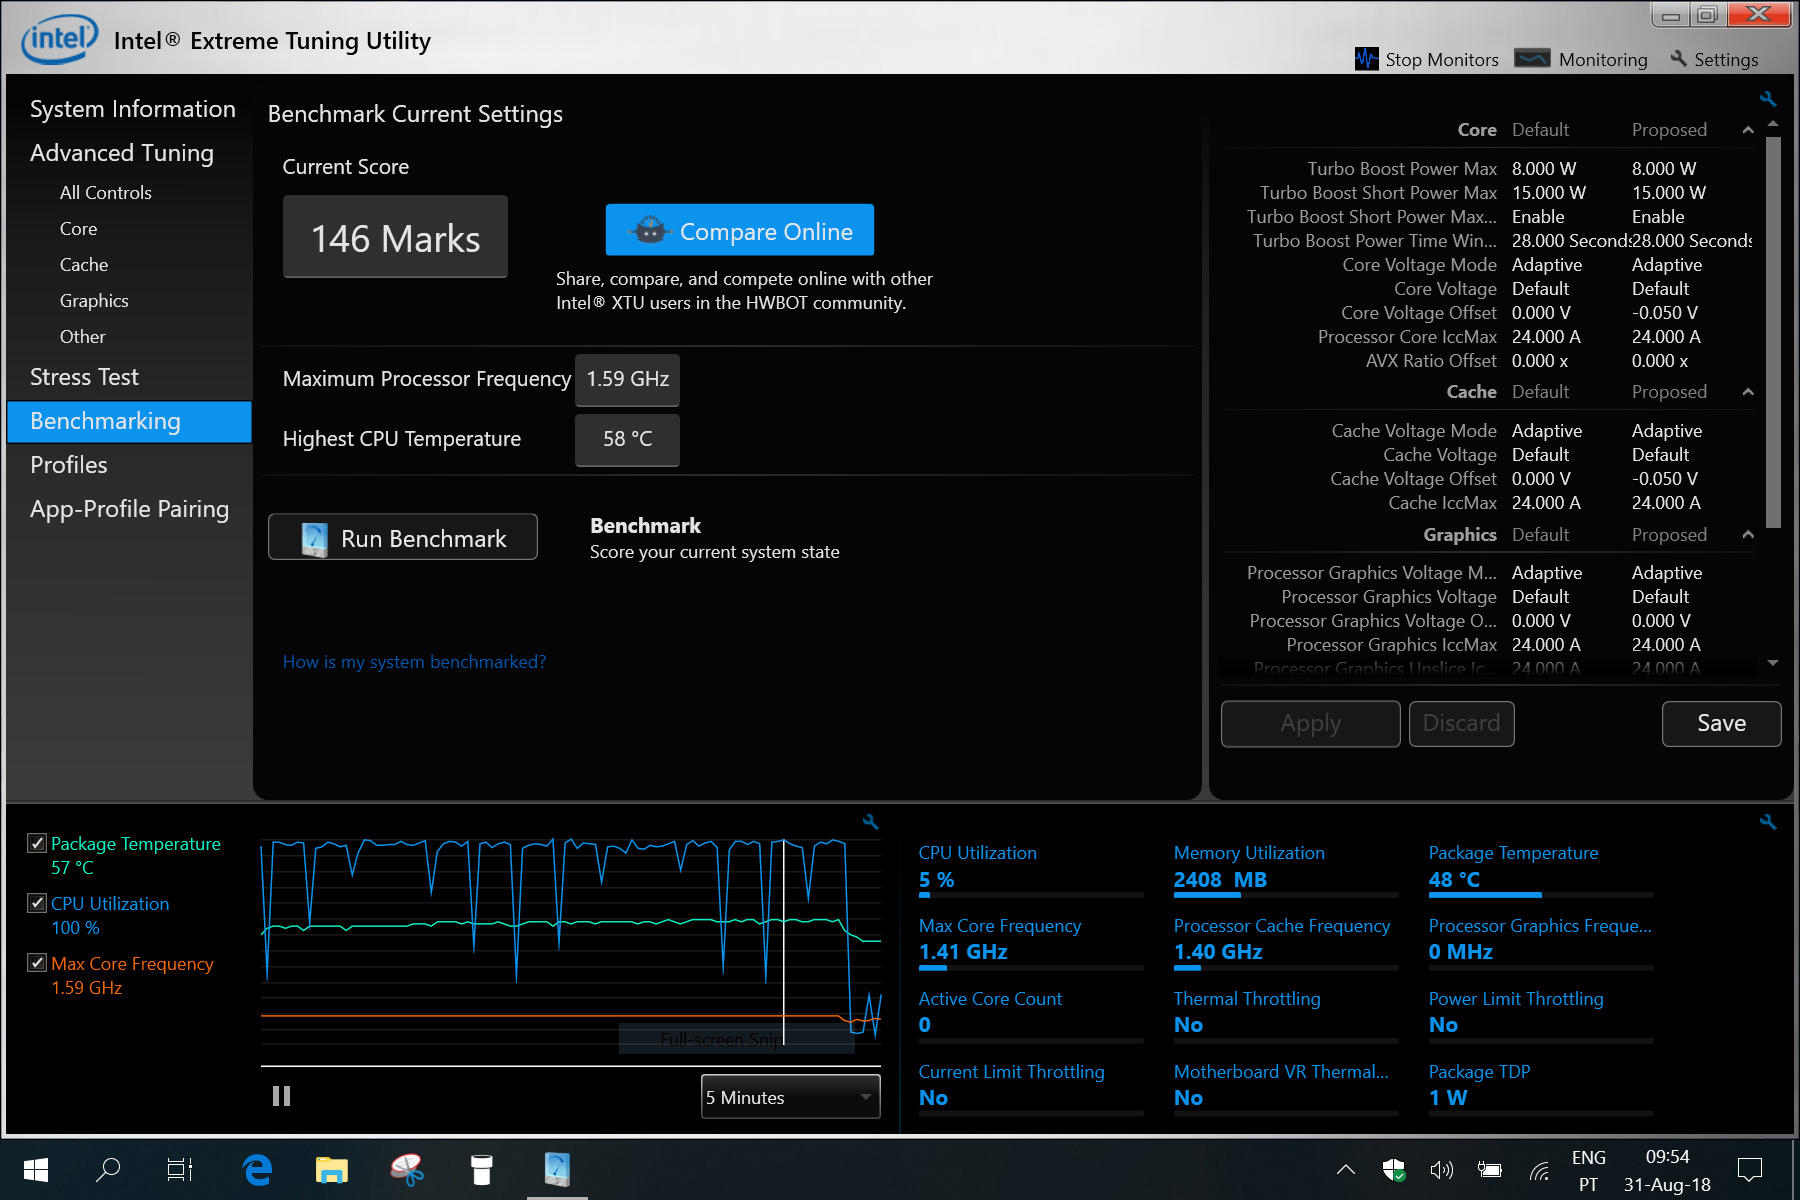 intel
Intel® Extreme Tuning Utility
Stop Monitors
Monitoring
Settings
System Information
Advanced Tuning
All Controls
Core
Cache
Graphics
Other
Stress Test
Benchmarking
Profiles
App-Profile Pairing
Benchmark Current Settings
Current Score
146 Marks
Compare Online
Share, compare, and compete online with other
Intel® XTU users in the HWBOT community.
Maximum Processor Frequency 1.59 GHz
Highest CPU Temperature 58 °C
Run Benchmark
Benchmark
Score your current system state
How is my system benchmarked?
Core Default Proposed
Turbo Boost Power Max 8.000 W 8.000 W
Turbo Boost Short Power Max 15.000 W 15.000 W
Turbo Boost Short Power Max... Enable Enable
Turbo Boost Power Time Win... 28.000 Seconds 28.000 Seconds
Core Voltage Mode Adaptive Adaptive
Core Voltage Default Default
Core Voltage Offset 0.000 V -0.050 V
Processor Core IccMax 24.000 A 24.000 A
AVX Ratio Offset 0.000 x 0.000 x
Cache Default Proposed
Cache Voltage Mode Adaptive Adaptive
Cache Voltage Default Default
Cache Voltage Offset 0.000 V -0.050 V
Cache IccMax 24.000 A 24.000 A
Graphics Default Proposed
Processor Graphics Voltage M... Adaptive Adaptive
Processor Graphics Voltage Default Default
Processor Graphics Voltage O... 0.000 V 0.000 V
Processor Graphics IccMax 24.000 A 24.000 A
Processor Graphics Unslice Ic... 24.000 A 24.000 A
Apply Discard Save
Package Temperature
57 °C
CPU Utilization
100 %
Max Core Frequency
1.59 GHz
Full-screen Snip
5 Minutes
CPU Utilization Memory Utilization Package Temperature
5 % 2408 MB 48 °C
Max Core Frequency Processor Cache Frequency Processor Graphics Freque...
1.41 GHz 1.40 GHz 0 MHz
Active Core Count Thermal Throttling Power Limit Throttling
0 No No
Current Limit Throttling Motherboard VR Thermal... Package TDP
No No 1 W
ENG 09:54
PT 31-Aug-18